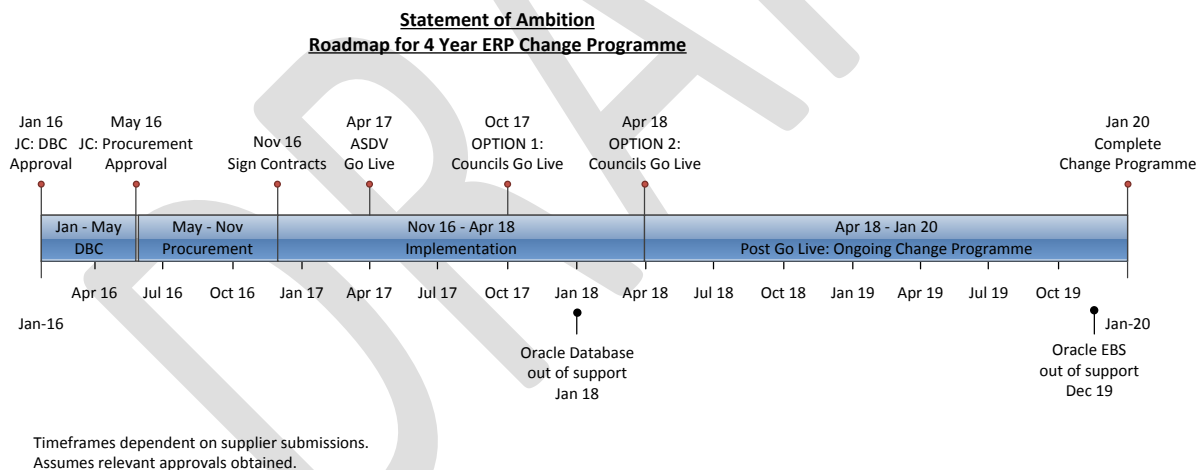 Statement of Ambition
Roadmap for 4 Year ERP Change Programme
Jan 16
JC: DBC
Approval
May 16
JC: Procurement
Approval
Nov 16
Sign Contracts
Apr 17
ASDV
Go Live
Oct 17
OPTION 1:
Councils Go Live
Apr 18
OPTION 2:
Councils Go Live
Jan 20
Complete
Change Programme
Jan - May
DBC
May - Nov
Procurement
Nov 16 - Apr 18
Implementation
Apr 18 - Jan 20
Post Go Live: Ongoing Change Programme
Apr 16
Jul 16
Oct 16
Jan 17
Apr 17
Jul 17
Oct 17
Jan 18
Apr 18
Jul 18
Oct 18
Jan 19
Apr 19
Jul 19
Oct 19
Jan-16
Jan-20
Oracle Database
out of support
Jan 18
Oracle EBS
out of support
Dec 19
Timeframes dependent on supplier submissions.
Assumes relevant approvals obtained.